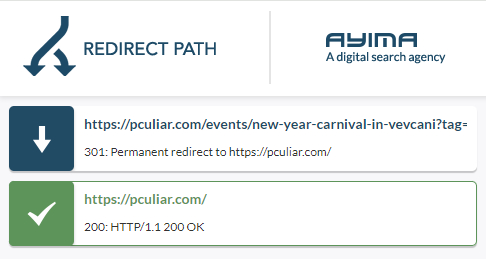 REDIRECT PATH
AYIMA
A digital search agency
https://pculiar.com/events/new-year-carnival-in-vevcani?tag=
301: Permanent redirect to https://pculiar.com/
https://pculiar.com/
200: HTTP/1.1 200 OK